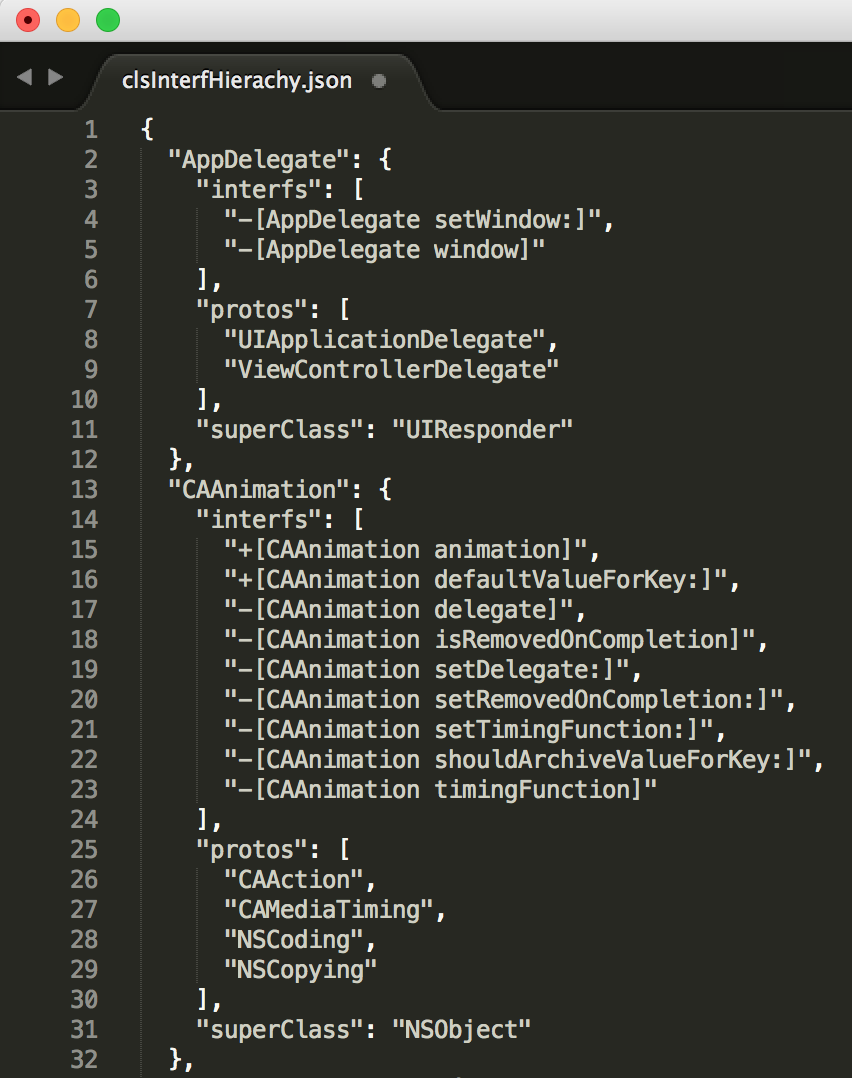 clsInterfHierachy.json
1 {
2   "AppDelegate": {
3     "interfs": [
4       "-[AppDelegate setWindow:]",
5       "-[AppDelegate window]"
6     ],
7     "protos": [
8       "UIApplicationDelegate",
9       "ViewControllerDelegate"
10     ],
11     "superClass": "UIResponder"
12   },
13   "CAAnimation": {
14     "interfs": [
15       "+[CAAnimation animation]",
16       "+[CAAnimation defaultValueForKey:]",
17       "-[CAAnimation delegate]",
18       "-[CAAnimation isRemovedOnCompletion]",
19       "-[CAAnimation setDelegate:]",
20       "-[CAAnimation setRemovedOnCompletion:]",
21       "-[CAAnimation setTimingFunction:]",
22       "-[CAAnimation shouldArchiveValueForKey:]",
23       "-[CAAnimation timingFunction]"
24     ],
25     "protos": [
26       "CAAction",
27       "CAMediaTiming",
28       "NSCoding",
29       "NSCopying"
30     ],
31     "superClass": "NSObject"
32   },